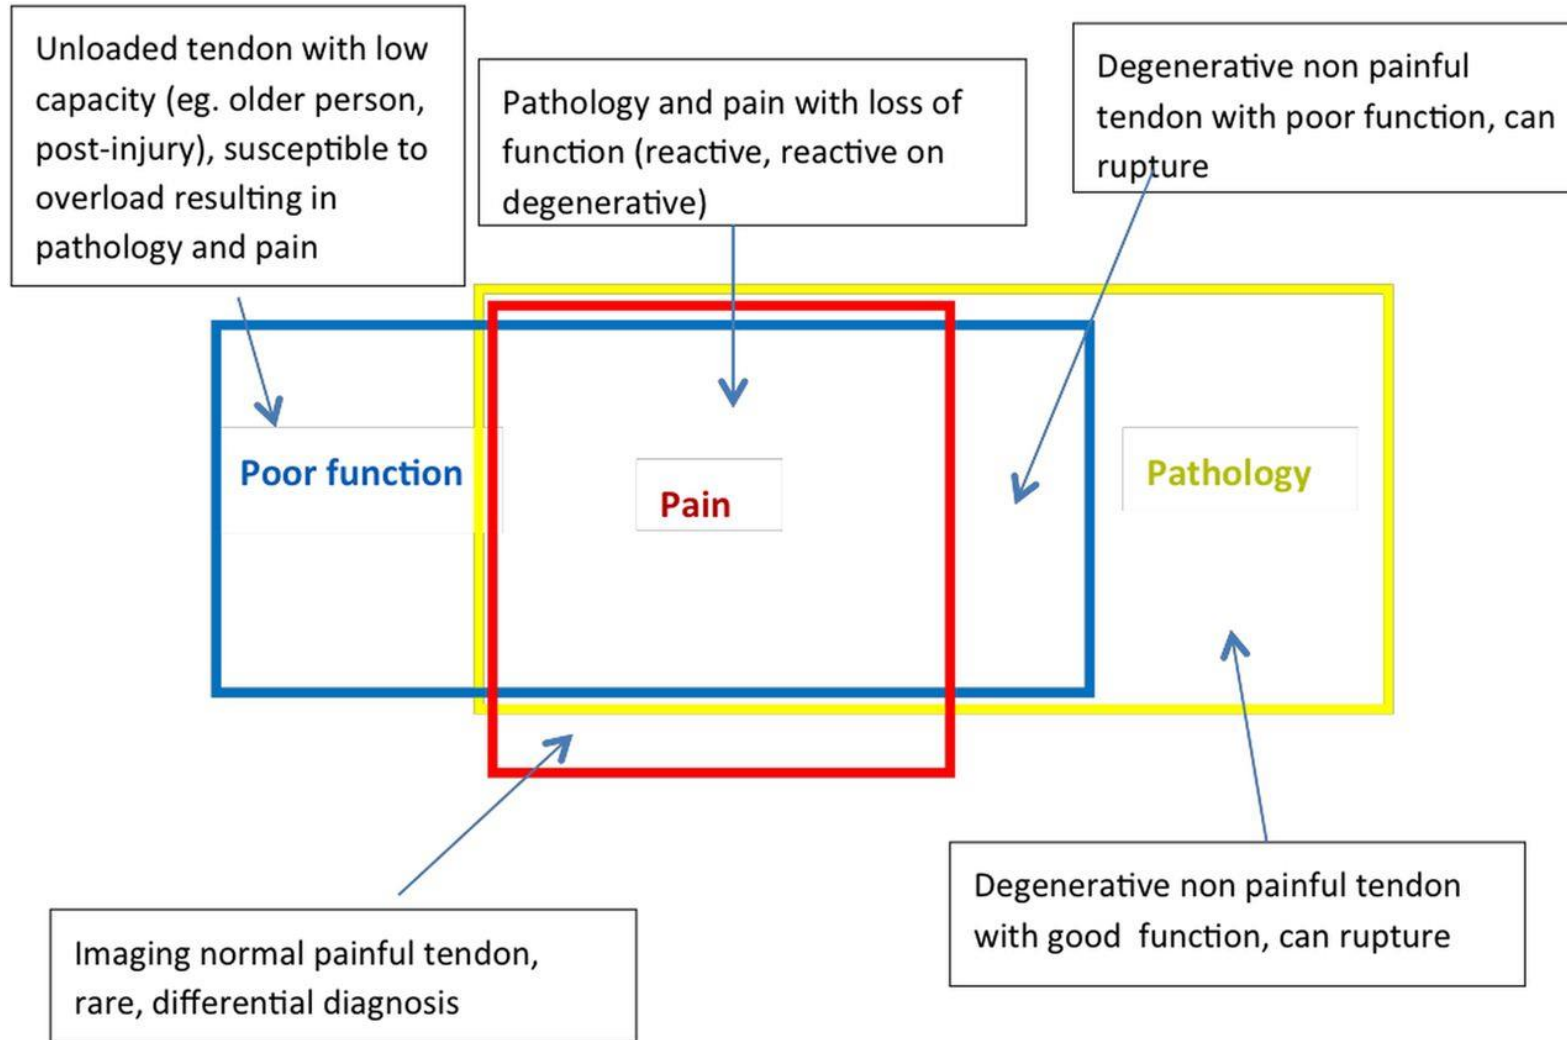 Unloaded tendon with low
capacity (eg. older person,
post-injury), susceptible to
overload resulting in
pathology and pain
Pathology and pain with loss of
function (reactive, reactive on
degenerative)
Degenerative non painful
tendon with poor function, can
rupture
Poor function
Pain
Pathology
Imaging normal painful tendon,
rare, differential diagnosis
Degenerative non painful tendon
with good  function, can rupture